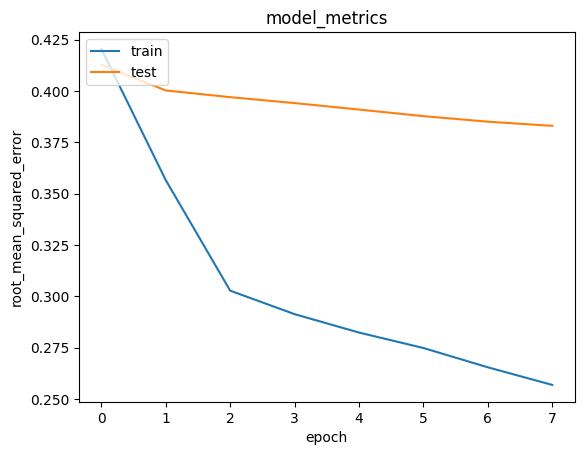 model_metrics
train
test
root_mean_squared_error
0.425
0.400
0.375
0.350
0.325
0.300
0.275
0.250
0 1 2 3 4 5 6 7
epoch